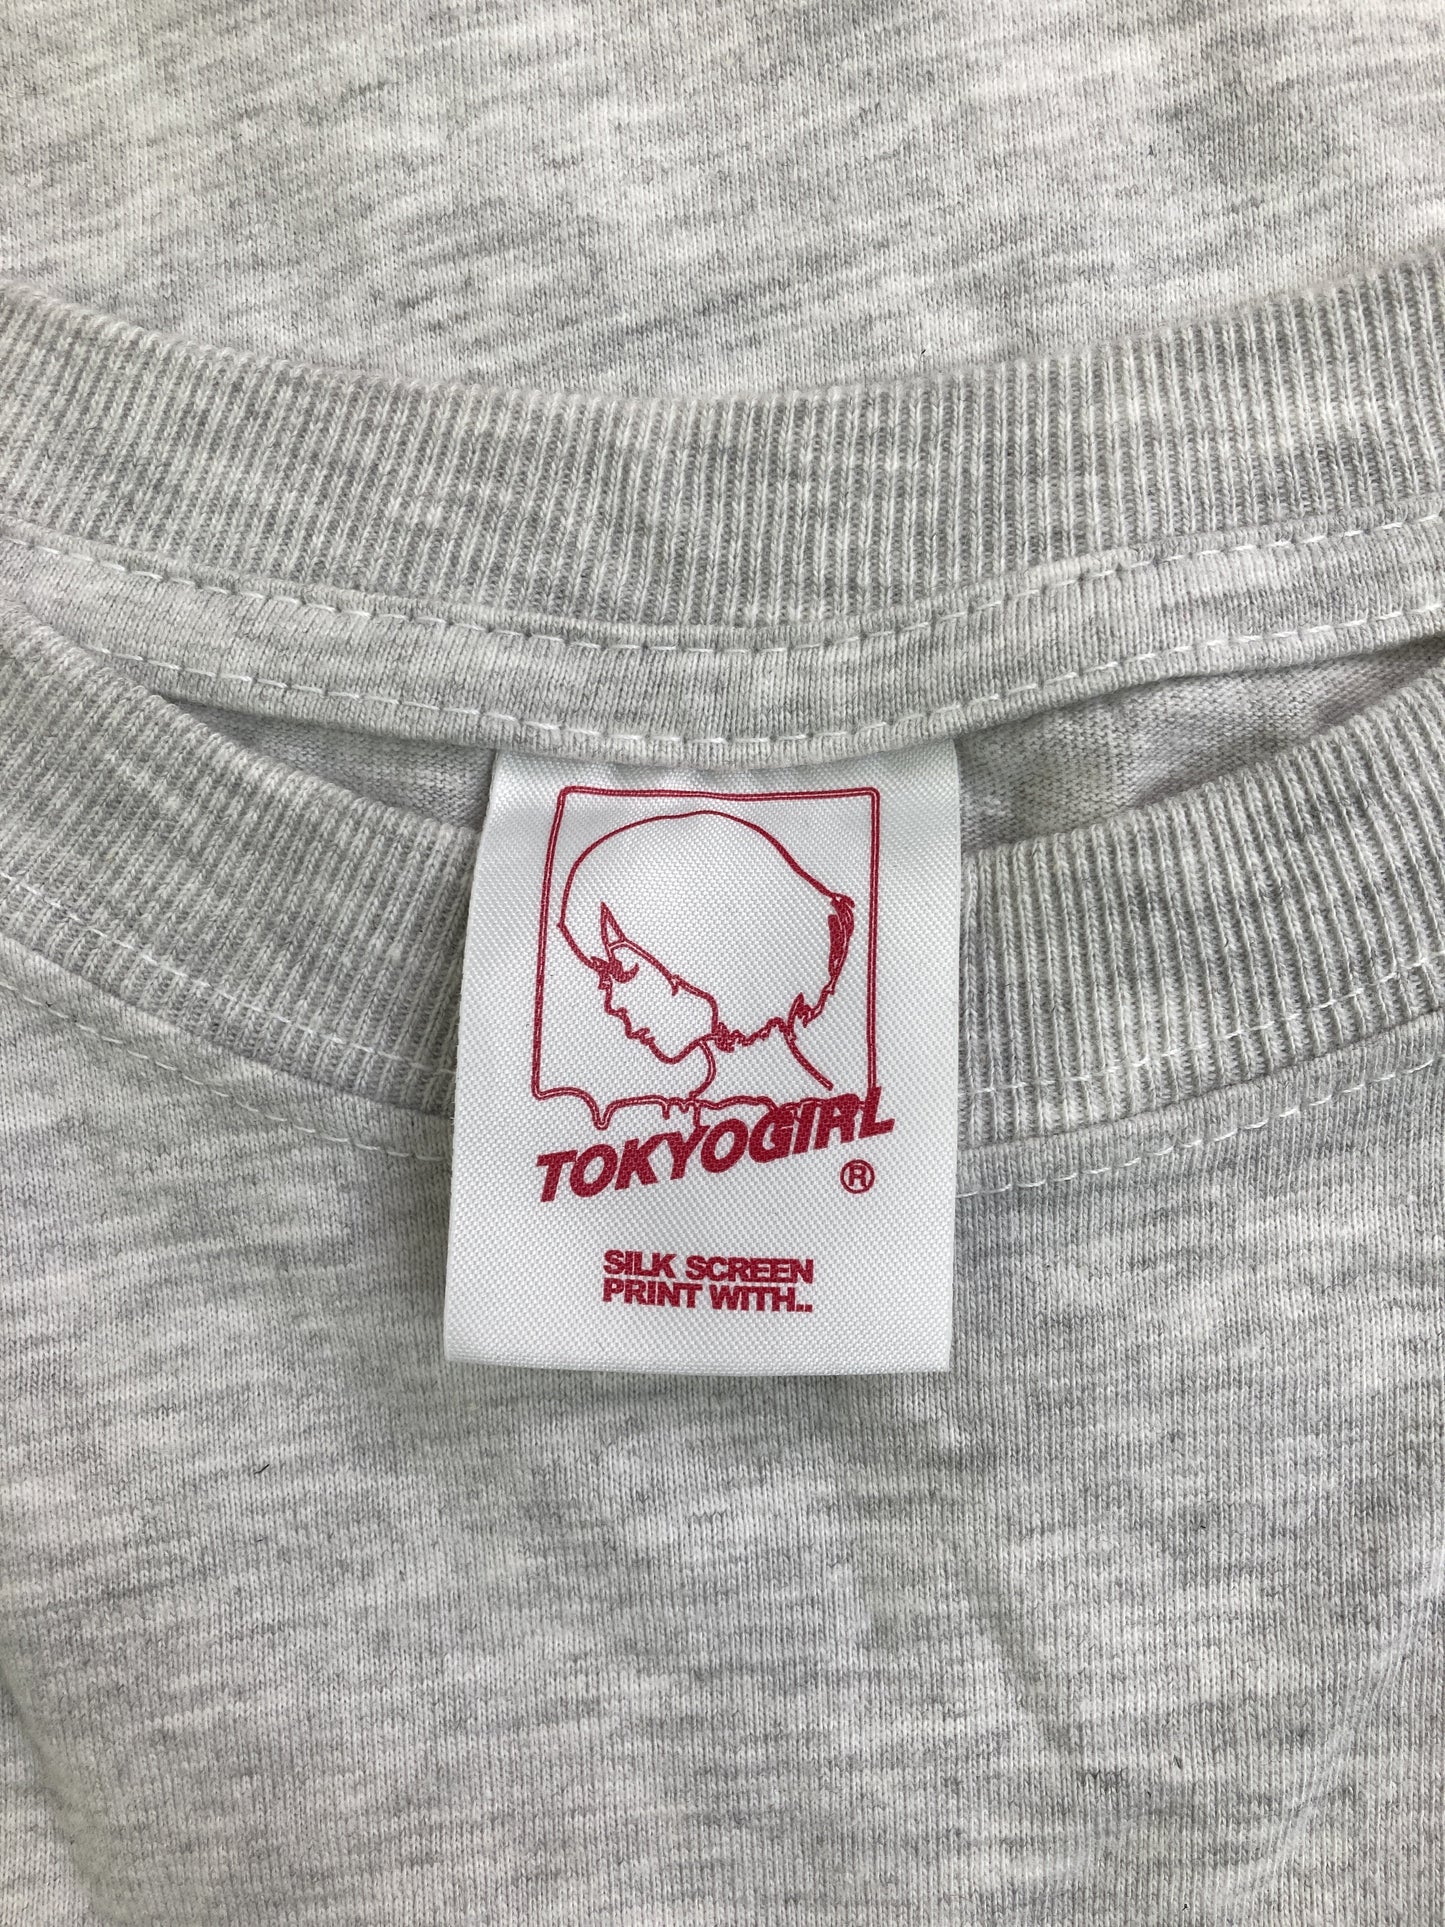 TOKYOGIRL
®
SILK SCREEN
PRINT WITH..